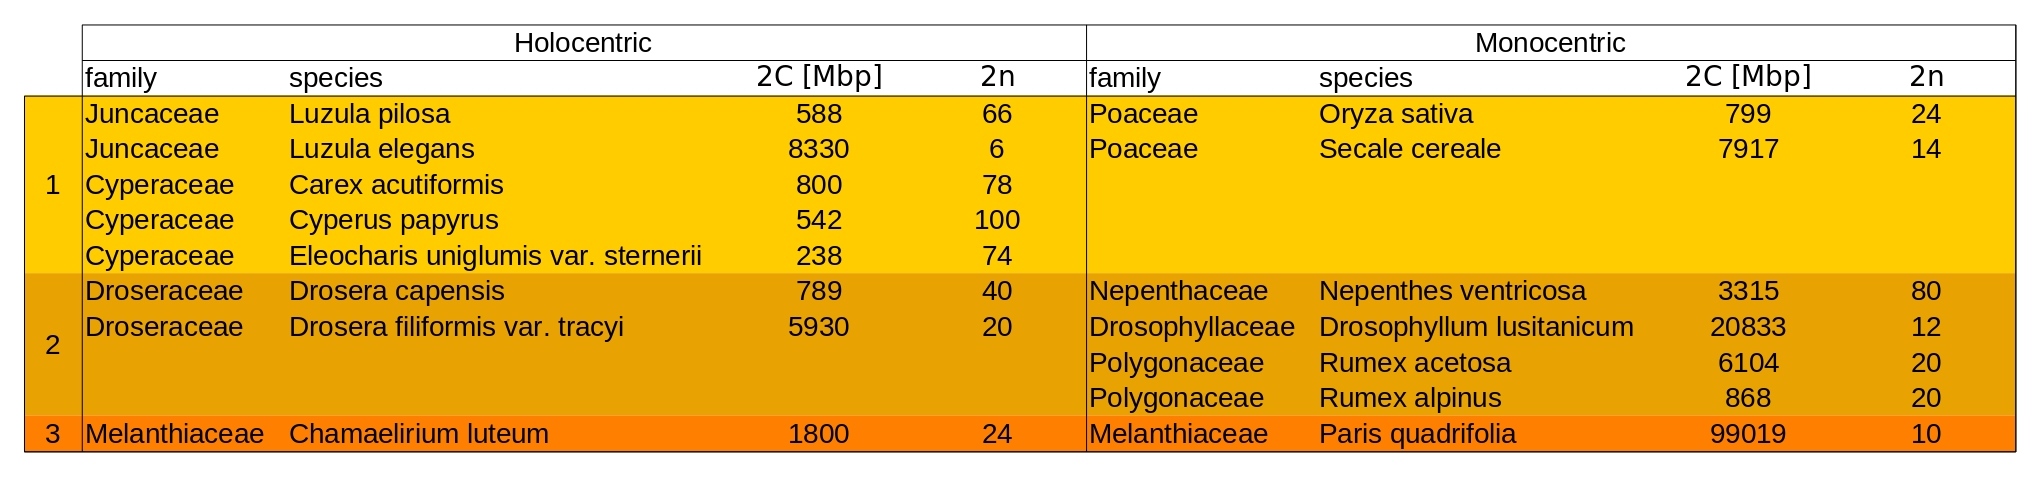 Holocentric Monocentric
family species 2C [Mbp] 2n family species 2C [Mbp] 2n
Juncaceae Luzula pilosa 588 66 Poaceae Oryza sativa 799 24
Juncaceae Luzula elegans 8330 6 Poaceae Secale cereale 7917 14
1 Cyperaceae Carex acutiformis 800 78
Cyperaceae Cyperus papyrus 542 100
Cyperaceae Eleocharis uniglumis var. sternerii 238 74
Droseraceae Drosera capensis 789 40 Nepenthaceae Nepenthes ventricosa 3315 80
Droseraceae Drosera filiformis var. tracyi 5930 20 Drosophyllaceae Drosophyllum lusitanicum 20833 12
2 Polygonaceae Rumex acetosa 6104 20
Polygonaceae Rumex alpinus 868 20
3 Melanthiaceae Chamaelirium luteum 1800 24 Melanthiaceae Paris quadrifolia 99019 10